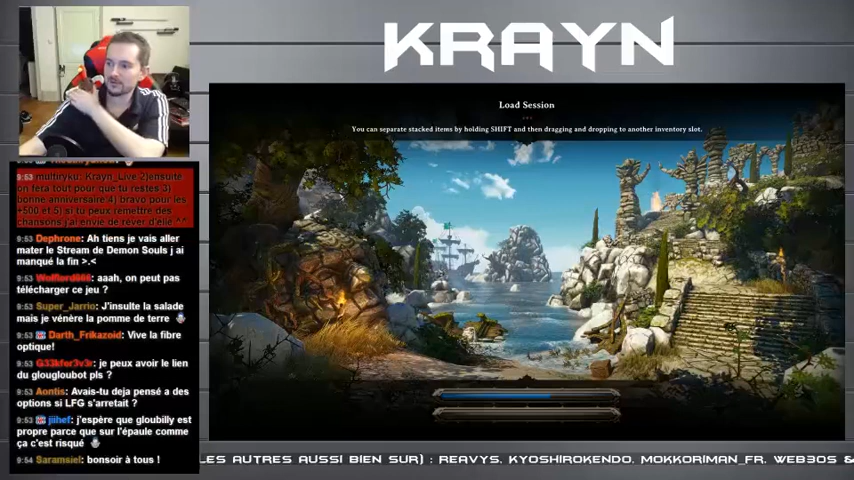 KRAYN
Load Session
You can separate stacked items by holding SHIFT and then dragging and dropping to another inventory slot.
9:53 multiryku: Krayn_Live 2)ensuite
on fera tout pour que tu restes 3)
bonne anniversaire 4) bravo pour les
+500 et 5) si tu peux remettre des
chansons j'ai envie de rêver d'elle ^^
9:53 Dephrone: Ah tiens je vais aller
mater le Stream de Demon Souls j ai
manqué la fin >.<
9:53 : aaah, on peut pas
télécharger ce jeu ?
9:53 Super_Jarrio: J'insulte la salade
mais je vénère la pomme de terre
9:53 Darth_Frikazoid: Vive la fibre
optique!
9:53 G33kfor3v3r: je peux avoir le lien
du glougloubot pls ?
9:53 Aontis: Avais-tu deja pensé a des
options si LFG s'arretait ?
9:53 jihef: j'espère que gloubilly est
propre parce que sur l'épaule comme
ça c'est risqué
9:54 Saramsiel: bonsoir à tous !
LES AUTRES AUSSI BIEN SUR) : REAVYS, KYOSHIROKENDO, MOKKORIMAN_FR, WEB3OS &